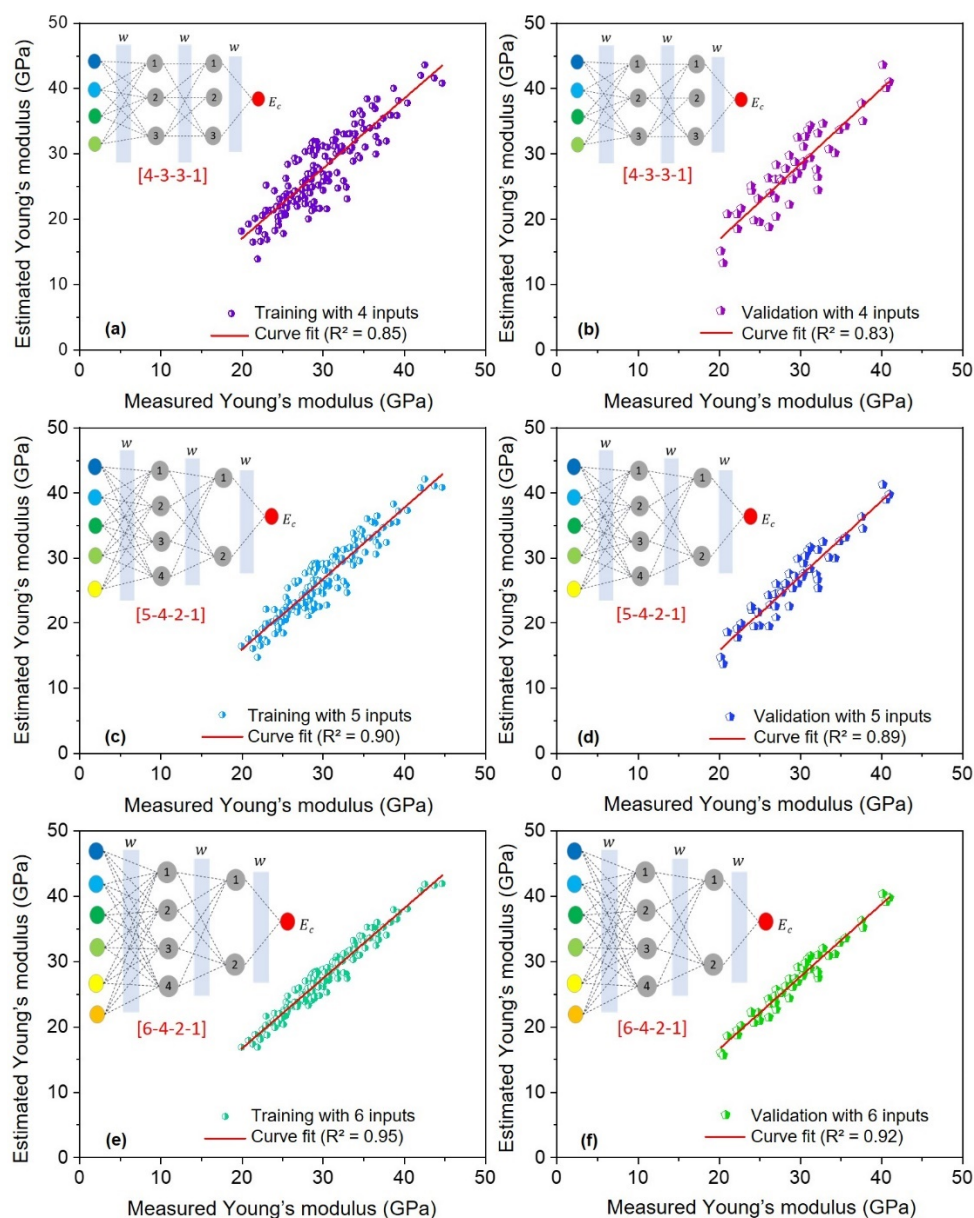 50
40
30
20
10
0
Estimated Young's modulus (GPa)
w
w
w
1
2
3
1
2
3
E_c
[4-3-3-1]
Training with 4 inputs
Curve fit (R² = 0.85)
(a)
0 10 20 30 40 50
Measured Young's modulus (GPa)
50
40
30
20
10
0
Estimated Young's modulus (GPa)
w
w
w
1
2
3
1
2
3
E_c
[4-3-3-1]
Validation with 4 inputs
Curve fit (R² = 0.83)
(b)
0 10 20 30 40 50
Measured Young's modulus (GPa)
50
40
30
20
10
0
Estimated Young's modulus (GPa)
w
w
w
1
2
3
4
1
2
E_c
[5-4-2-1]
Training with 5 inputs
Curve fit (R² = 0.90)
(c)
0 10 20 30 40 50
Measured Young's modulus (GPa)
50
40
30
20
10
0
Estimated Young's modulus (GPa)
w
w
w
1
2
3
4
1
2
E_c
[5-4-2-1]
Validation with 5 inputs
Curve fit (R² = 0.89)
(d)
0 10 20 30 40 50
Measured Young's modulus (GPa)
50
40
30
20
10
0
Estimated Young's modulus (GPa)
w
w
w
1
2
3
4
1
2
E_c
[6-4-2-1]
Training with 6 inputs
Curve fit (R² = 0.95)
(e)
0 10 20 30 40 50
Measured Young's modulus (GPa)
50
40
30
20
10
0
Estimated Young's modulus (GPa)
w
w
w
1
2
3
4
1
2
E_c
[6-4-2-1]
Validation with 6 inputs
Curve fit (R² = 0.92)
(f)
0 10 20 30 40 50
Measured Young's modulus (GPa)